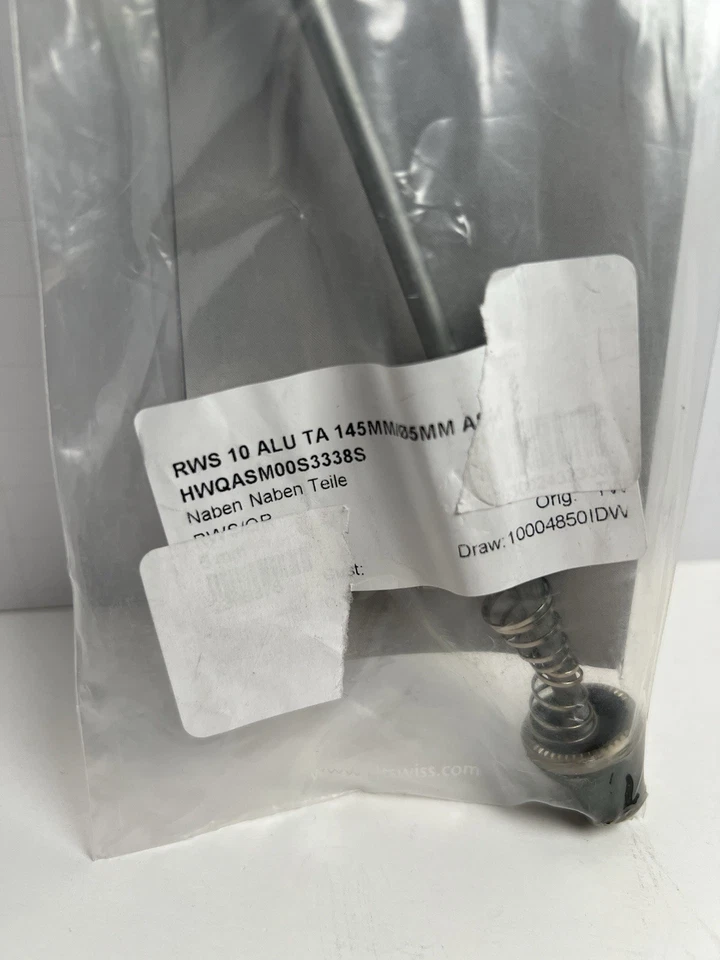 RWS 10 ALU TA 145MM/Ø5MM
HWQASM00S3338S
Naben Naben Teile
Orig:
Draw:10004850IDW